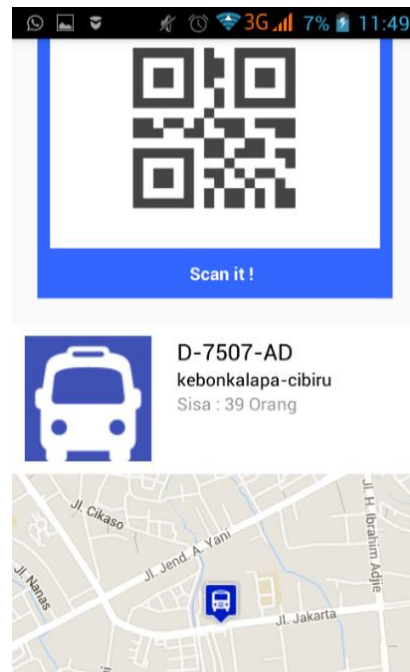 3G 7% 11:49
Scan it !
D-7507-AD
kebonkalapa-cibiru
Sisa : 39 Orang
Jl. Cikaso
Jl. H. Ibrahim Adjie
Jl. Jend. A. Yani
Jl. Nanas
Jl. Jakarta